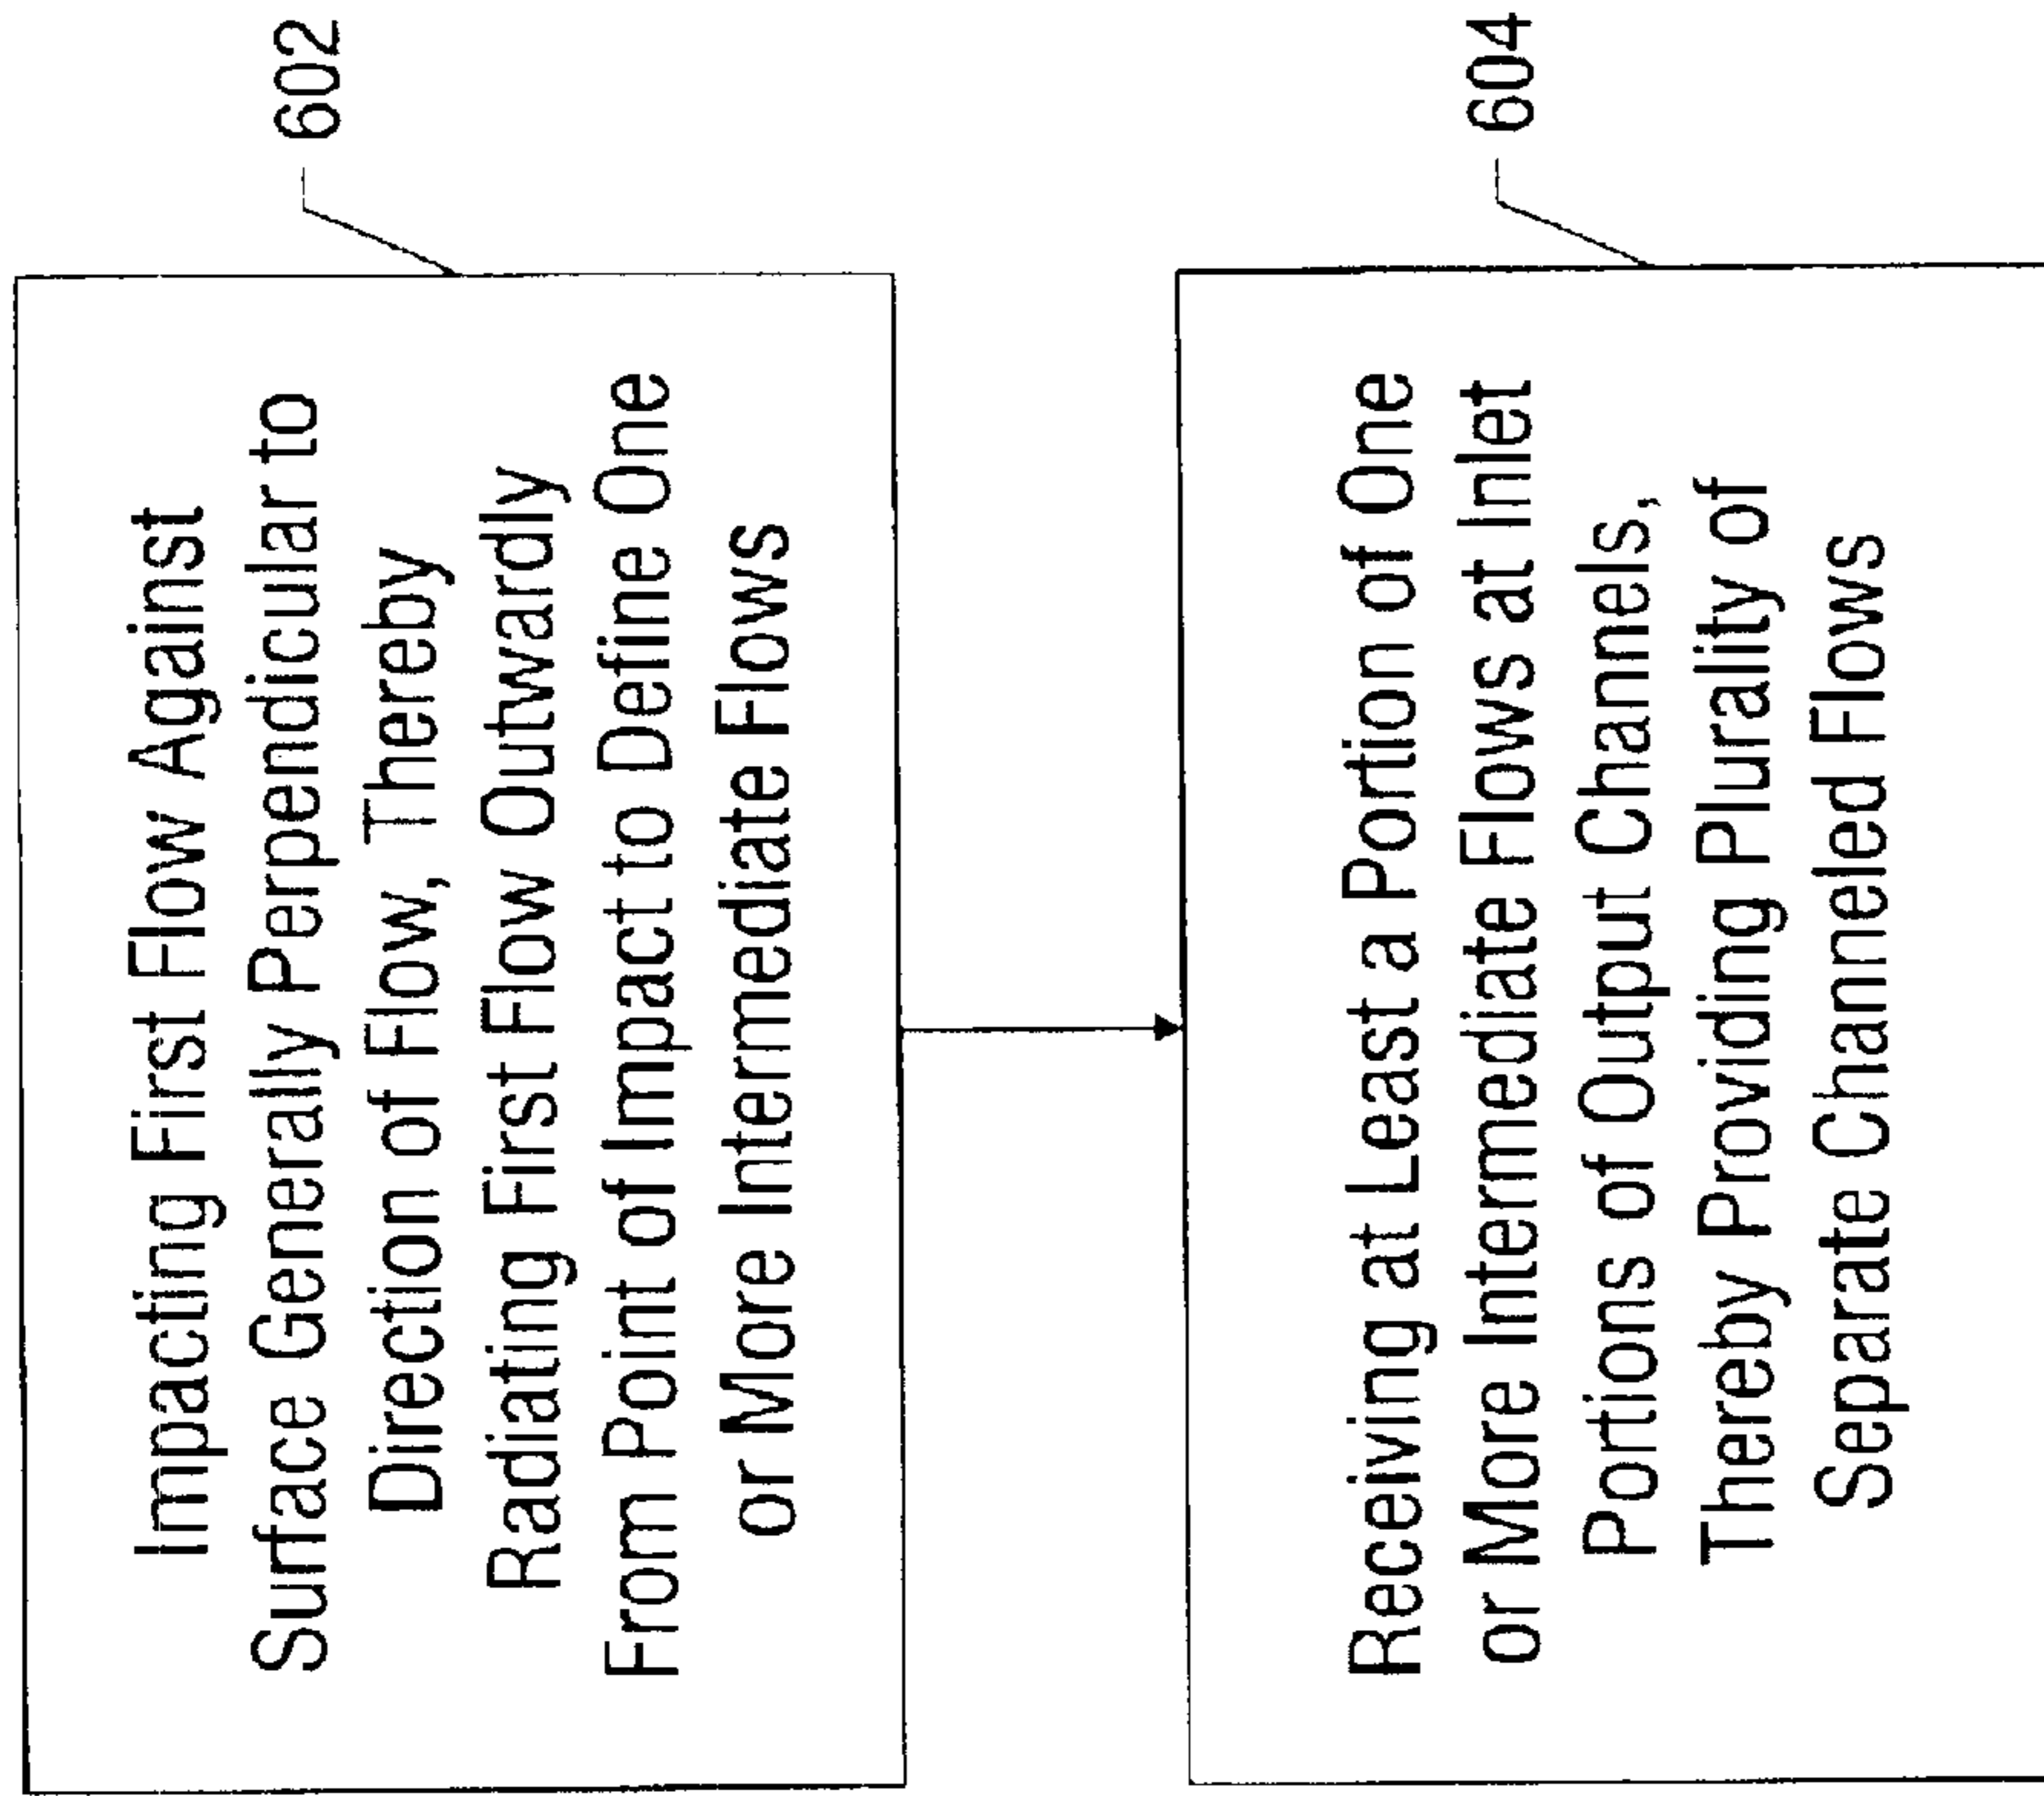 Impacting First Flow Against
Surface Generally Perpendicular to
Direction of Flow, Thereby
Radiating First Flow Outwardly
From Point of Impact to Define One
or More Intermediate Flows
602
Receiving at Least a Portion of One
or More Intermediate Flows at Inlet
Portions of Output Channels,
Thereby Providing Plurality of
Separate Channeled Flows
604